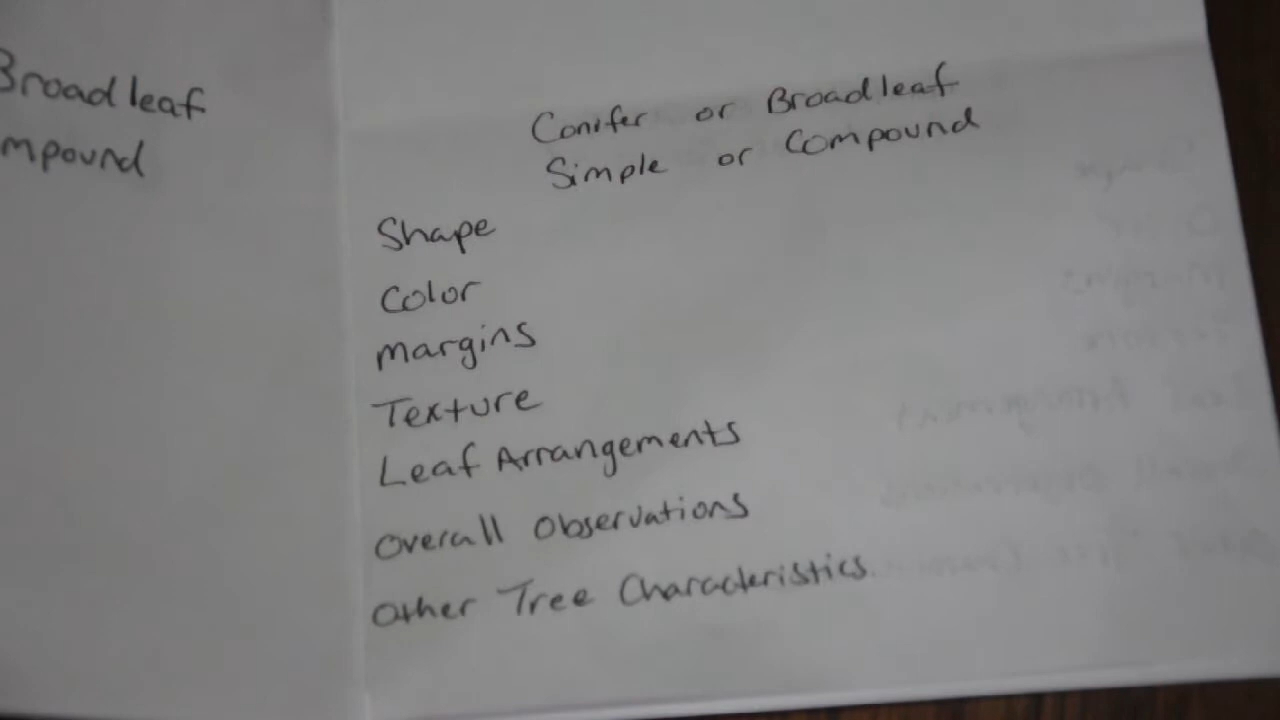 Broadleaf
mpound
Conifer or Broadleaf
Simple or Compound
Shape
Color
Margins
Texture
Leaf Arrangements
Overall Observations
Other Tree Characteristics